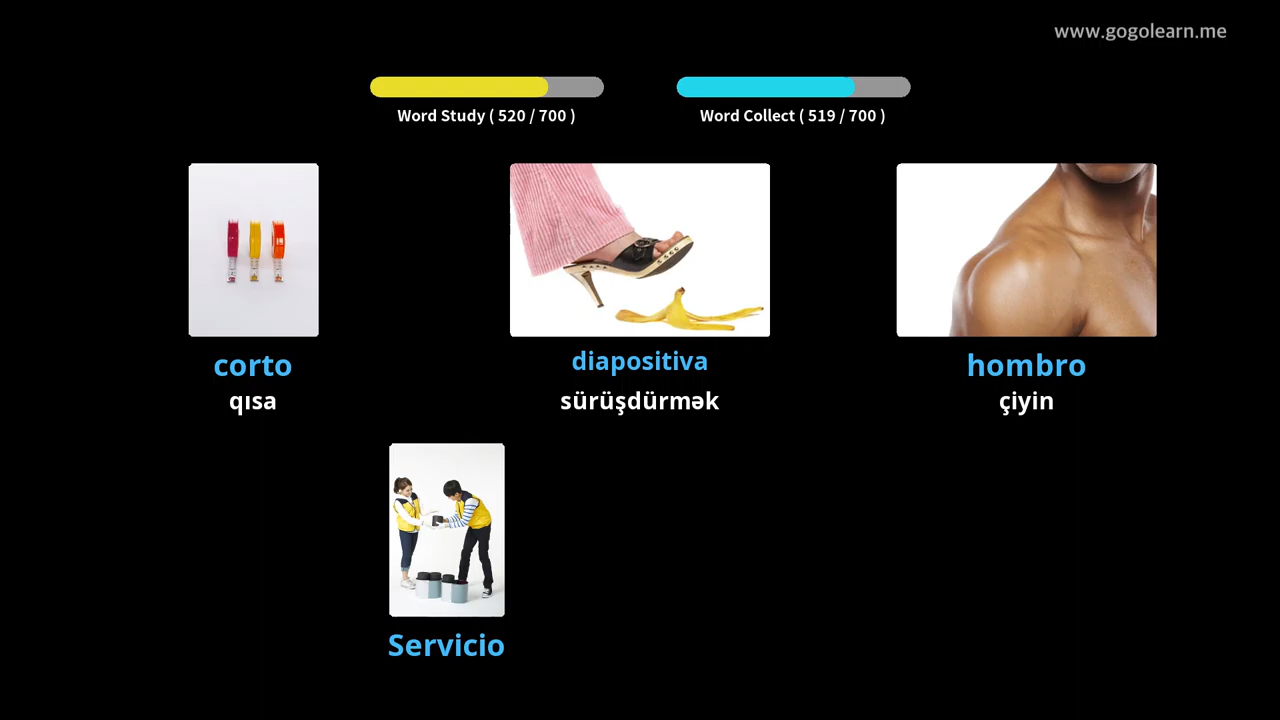 www.gogolearn.me
Word Study ( 520 / 700 )
Word Collect ( 519 / 700 )
corto
qısa
diapositiva
sürüşdürmək
hombro
çiyin
Servicio